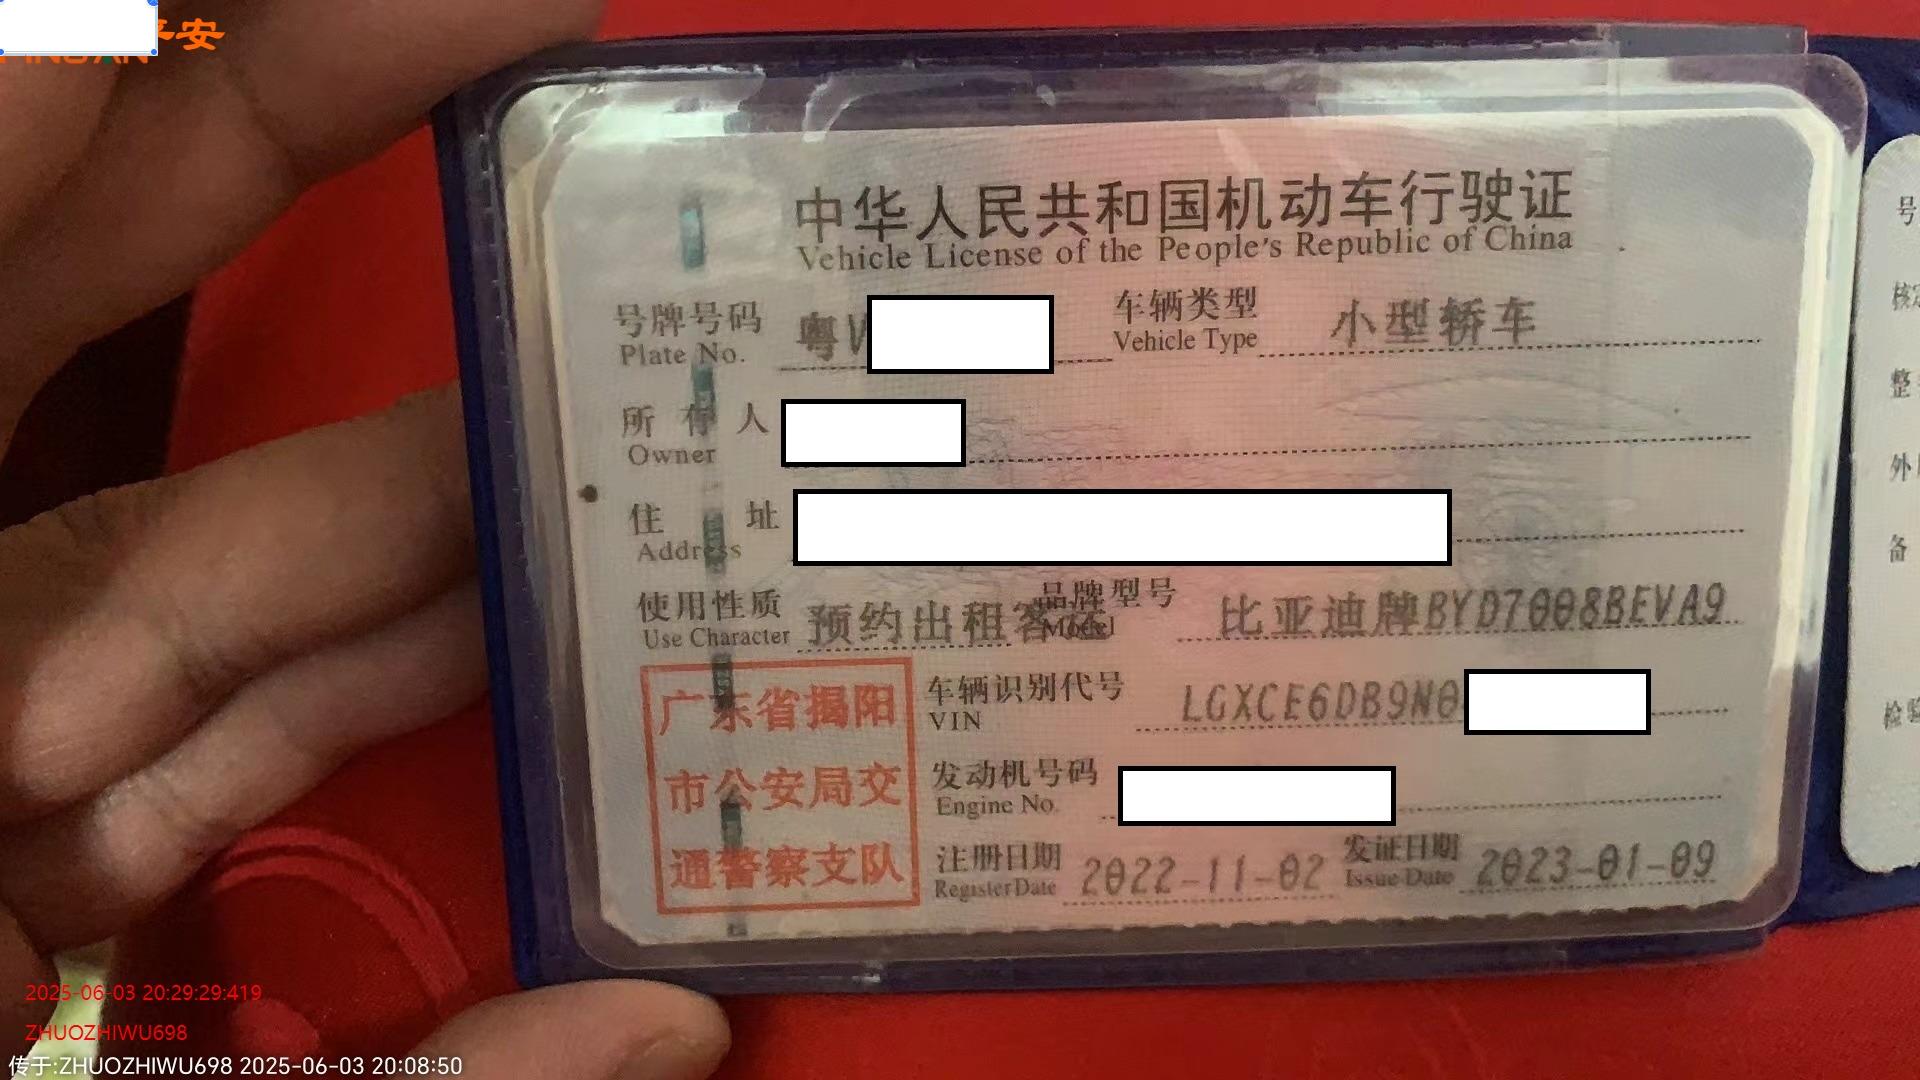 平安
中华人民共和国机动车行驶证
Vehicle License of the People's Republic of China
号牌号码 粤V 车辆类型 小型轿车
Plate No. Vehicle Type
所有人
Owner
住址
Address
使用性质 预约出租客运 品牌型号 比亚迪牌BYD7008BEVA9
Use Character Model
广东省揭阳
市公安局交
通警察支队
车辆识别代号 LGXCE6DB9N0
VIN
发动机号码
Engine No.
注册日期 2022-11-02 发证日期 2023-01-09
Register Date Issue Date
号
核定
整
外
备
检验
2025-06-03 20:29:29:419
ZHUOZHIWU698
传于:ZHUOZHIWU698 2025-06-03 20:08:50